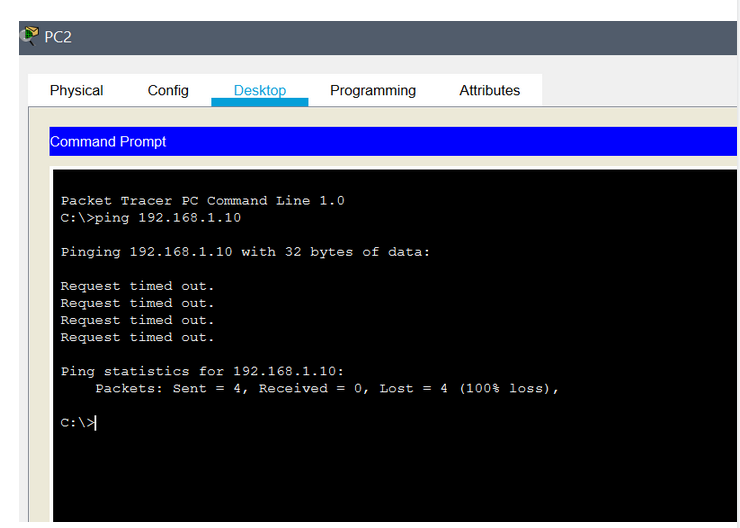 PC2
Physical Config Desktop Programming Attributes
Command Prompt
Packet Tracer PC Command Line 1.0
C:\>ping 192.168.1.10
Pinging 192.168.1.10 with 32 bytes of data:
Request timed out.
Request timed out.
Request timed out.
Request timed out.
Ping statistics for 192.168.1.10:
    Packets: Sent = 4, Received = 0, Lost = 4 (100% loss),
C:\>